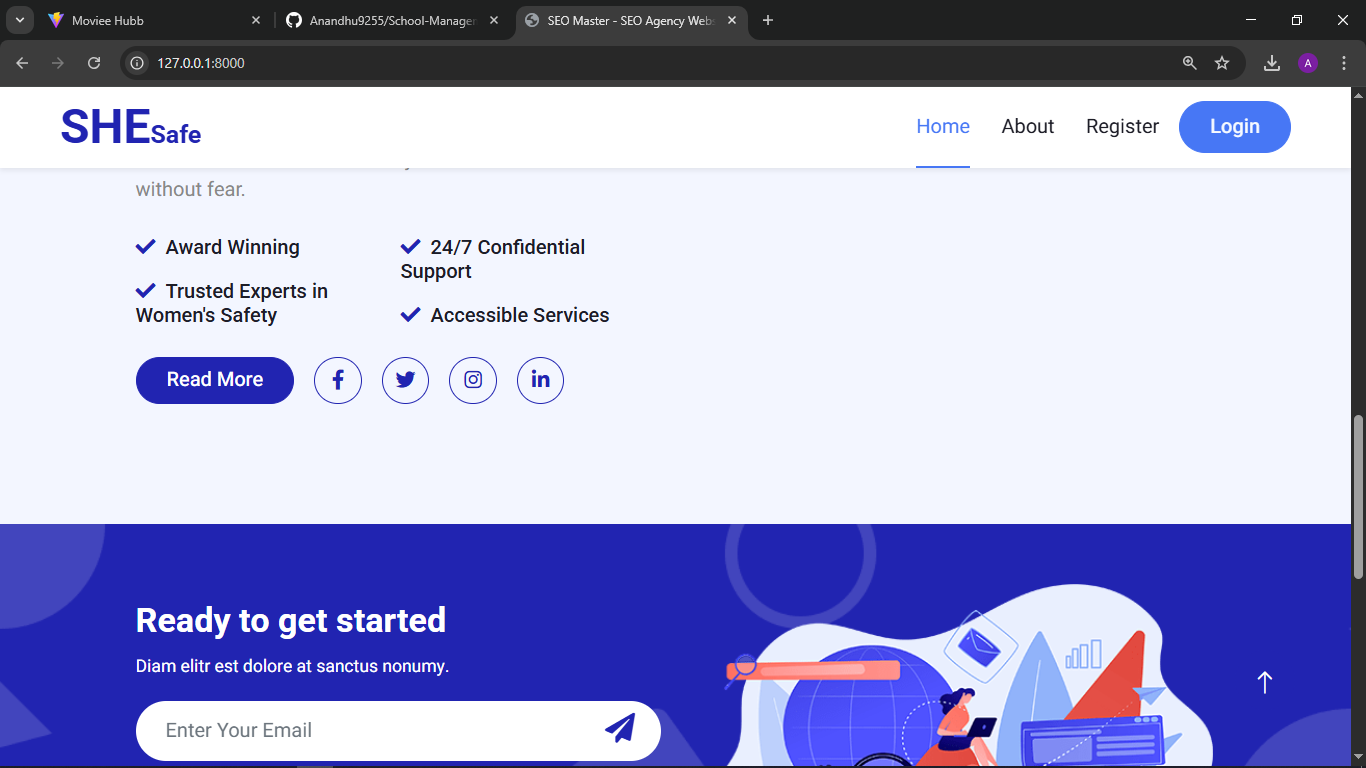 Moviee Hubb
Anandhu9255/School-Manager
SEO Master - SEO Agency Webs
127.0.0.1:8000
A
SHESafe
Home
About
Register
Login
without fear.
Award Winning
24/7 Confidential
Support
Trusted Experts in
Women's Safety
Accessible Services
Read More
Ready to get started
Diam elitr est dolore at sanctus nonumy.
Enter Your Email